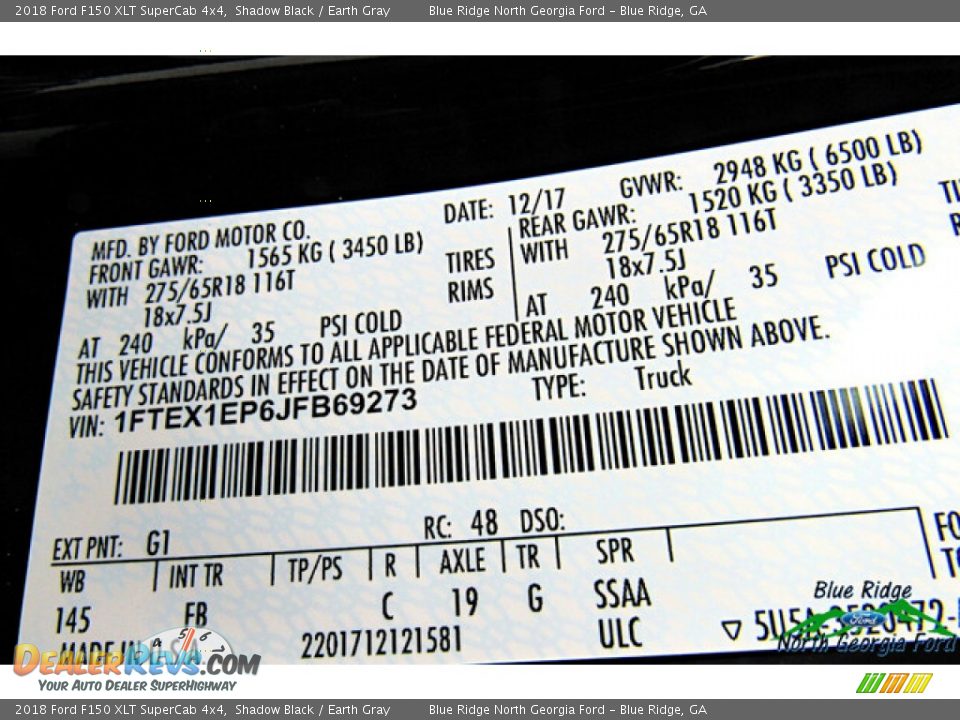 2018 Ford F150 XLT SuperCab 4x4, Shadow Black / Earth Gray Blue Ridge North Georgia Ford - Blue Ridge, GA
MFD. BY FORD MOTOR CO. DATE: 12/17 GVWR: 2948 KG ( 6500 LB)
FRONT GAWR: 1565 KG ( 3450 LB) REAR GAWR: 1520 KG ( 3350 LB)
WITH 275/65R18 116T TIRES WITH 275/65R18 116T
18x7.5J RIMS 18x7.5J
AT 240 kPa/ 35 PSI COLD AT 240 kPa/ 35 PSI COLD
THIS VEHICLE CONFORMS TO ALL APPLICABLE FEDERAL MOTOR VEHICLE
SAFETY STANDARDS IN EFFECT ON THE DATE OF MANUFACTURE SHOWN ABOVE.
VIN: 1FTEX1EP6JFB69273 TYPE: Truck
EXT PNT: G1 RC: 48 DSO:
WB INT TR TP/PS R AXLE TR SPR
145 C 19 G SSAA
MADE IN 2201712121581 ULC
Blue Ridge
Ford
North Georgia Ford
DealerRevs.com
Your Auto Dealer SuperHighway
2018 Ford F150 XLT SuperCab 4x4, Shadow Black / Earth Gray Blue Ridge North Georgia Ford - Blue Ridge, GA